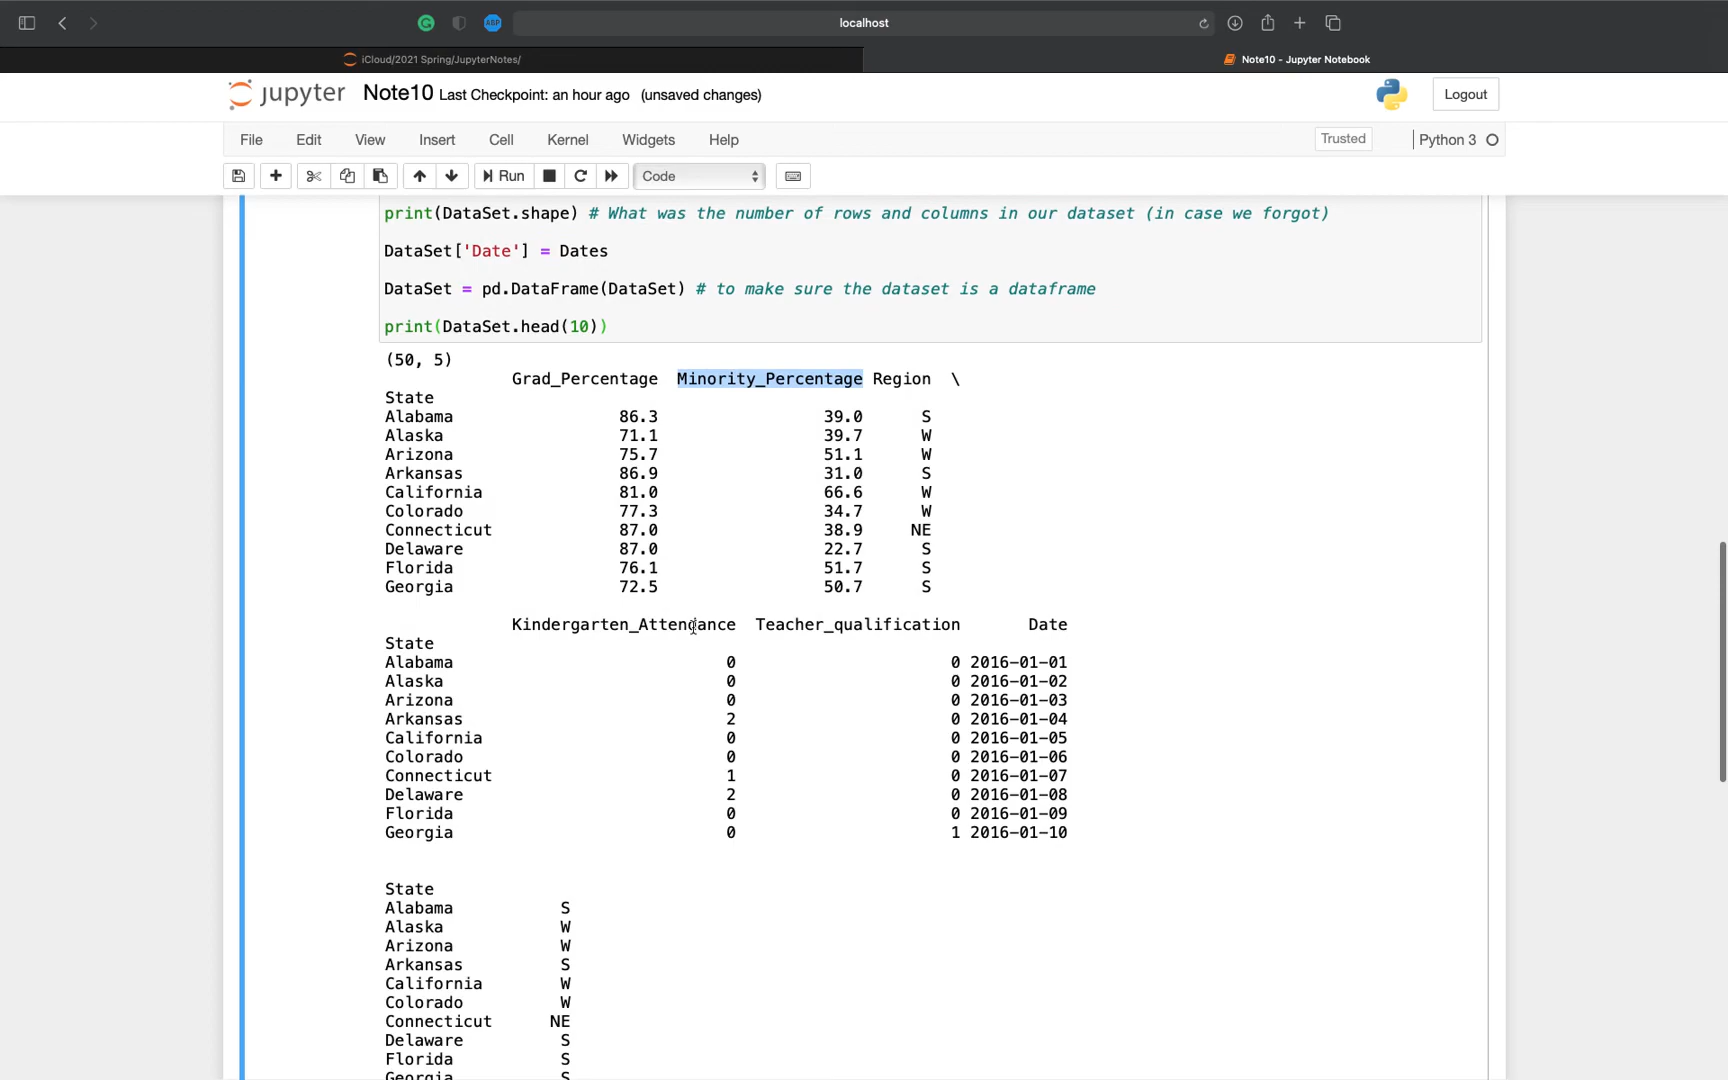 localhost
iCloud/2021 Spring/JupyterNotes/
Note10 - Jupyter Notebook
jupyter Note10 Last Checkpoint: an hour ago (unsaved changes)
Logout
File Edit View Insert Cell Kernel Widgets Help
Trusted
Python 3
Run
Code
print(DataSet.shape) # What was the number of rows and columns in our dataset (in case we forgot)
DataSet['Date'] = Dates
DataSet = pd.DataFrame(DataSet) # to make sure the dataset is a dataframe
print(DataSet.head(10))
(50, 5)
Grad_Percentage Minority_Percentage Region \
State
Alabama 86.3 39.0 S
Alaska 71.1 39.7 W
Arizona 75.7 51.1 W
Arkansas 86.9 31.0 S
California 81.0 66.6 W
Colorado 77.3 34.7 W
Connecticut 87.0 38.9 NE
Delaware 87.0 22.7 S
Florida 76.1 51.7 S
Georgia 72.5 50.7 S
Kindergarten_Attendance Teacher_qualification Date
State
Alabama 0 0 2016-01-01
Alaska 0 0 2016-01-02
Arizona 0 0 2016-01-03
Arkansas 2 0 2016-01-04
California 0 0 2016-01-05
Colorado 0 0 2016-01-06
Connecticut 1 0 2016-01-07
Delaware 2 0 2016-01-08
Florida 0 0 2016-01-09
Georgia 0 1 2016-01-10
State
Alabama S
Alaska W
Arizona W
Arkansas S
California W
Colorado W
Connecticut NE
Delaware S
Florida S
Georgia S